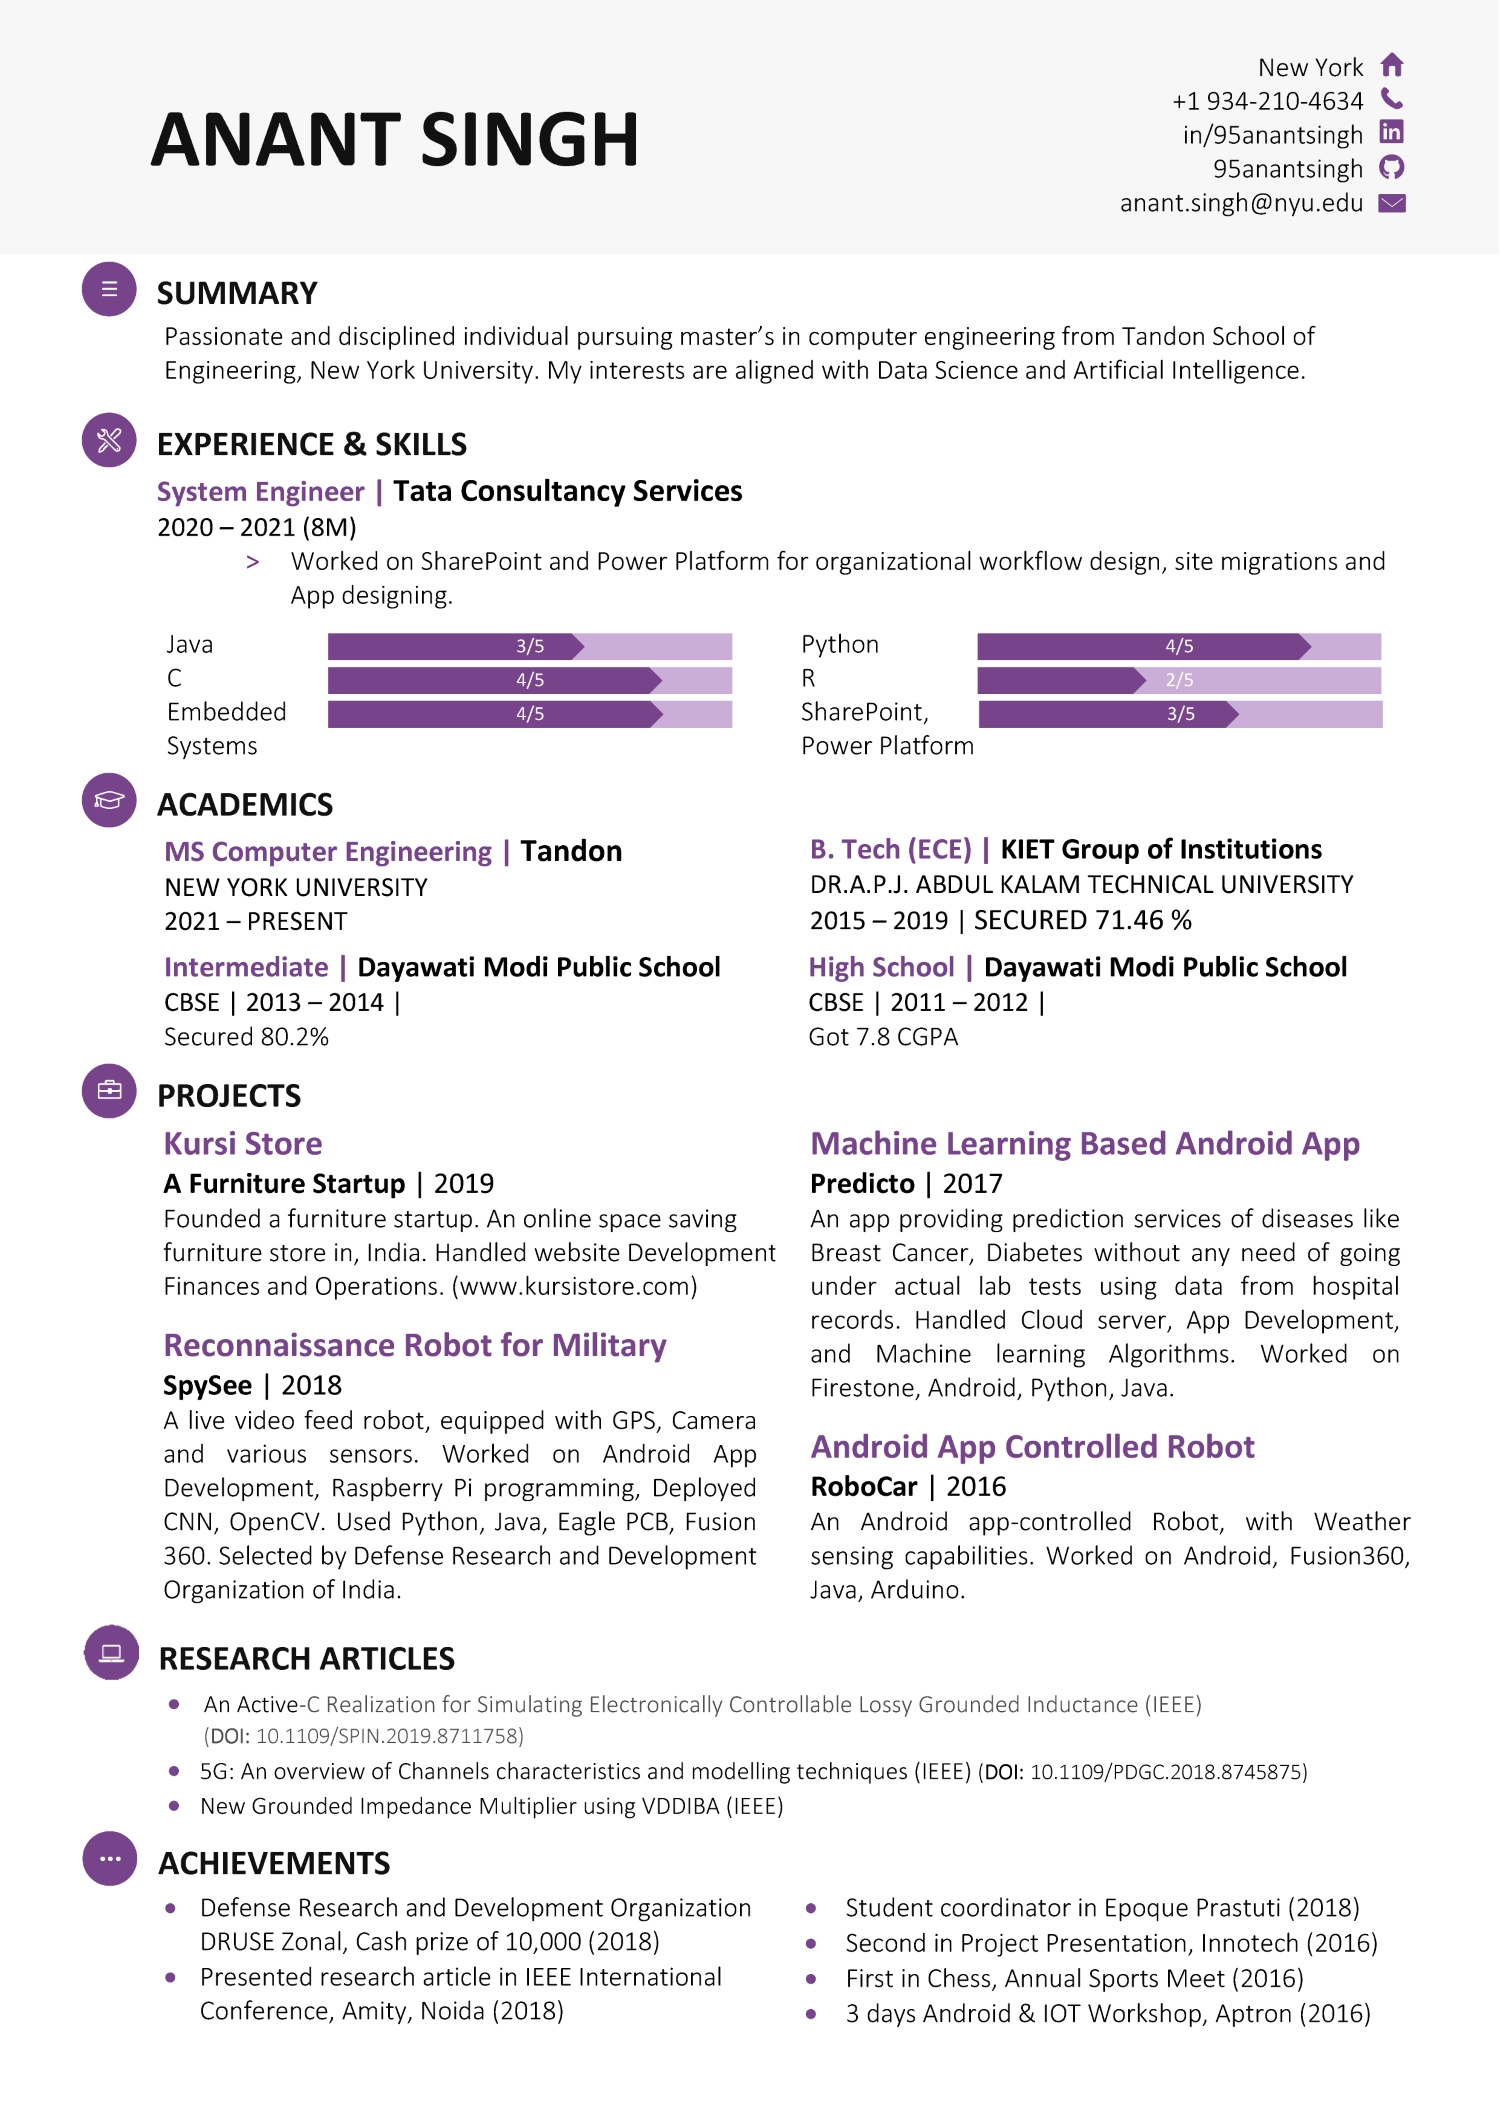 ANANT SINGH
New York
+1 934-210-4634
in/95anantsingh
95anantsingh
anant.singh@nyu.edu
SUMMARY
Passionate and disciplined individual pursuing master’s in computer engineering from Tandon School of
Engineering, New York University. My interests are aligned with Data Science and Artificial Intelligence.
EXPERIENCE & SKILLS
System Engineer | Tata Consultancy Services
2020 – 2021 (8M)
> Worked on SharePoint and Power Platform for organizational workflow design, site migrations and
App designing.
Java 3/5
C 4/5
Embedded 4/5
Systems
Python 4/5
R 2/5
SharePoint, 3/5
Power Platform
ACADEMICS
MS Computer Engineering | Tandon
NEW YORK UNIVERSITY
2021 – PRESENT
B. Tech (ECE) | KIET Group of Institutions
DR.A.P.J. ABDUL KALAM TECHNICAL UNIVERSITY
2015 – 2019 | SECURED 71.46 %
Intermediate | Dayawati Modi Public School
CBSE | 2013 – 2014 |
Secured 80.2%
High School | Dayawati Modi Public School
CBSE | 2011 – 2012 |
Got 7.8 CGPA
PROJECTS
Kursi Store
A Furniture Startup | 2019
Founded a furniture startup. An online space saving
furniture store in, India. Handled website Development
Finances and Operations. (www.kursistore.com)
Reconnaissance Robot for Military
SpySee | 2018
A live video feed robot, equipped with GPS, Camera
and various sensors. Worked on Android App
Development, Raspberry Pi programming, Deployed
CNN, OpenCV. Used Python, Java, Eagle PCB, Fusion
360. Selected by Defense Research and Development
Organization of India.
Machine Learning Based Android App
Predicto | 2017
An app providing prediction services of diseases like
Breast Cancer, Diabetes without any need of going
under actual lab tests using data from hospital
records. Handled Cloud server, App Development,
and Machine learning Algorithms. Worked on
Firestone, Android, Python, Java.
Android App Controlled Robot
RoboCar | 2016
An Android app-controlled Robot, with Weather
sensing capabilities. Worked on Android, Fusion360,
Java, Arduino.
RESEARCH ARTICLES
• An Active-C Realization for Simulating Electronically Controllable Lossy Grounded Inductance (IEEE)
(DOI: 10.1109/SPIN.2019.8711758)
• 5G: An overview of Channels characteristics and modelling techniques (IEEE) (DOI: 10.1109/PDGC.2018.8745875)
• New Grounded Impedance Multiplier using VDDIBA (IEEE)
ACHIEVEMENTS
• Defense Research and Development Organization
DRUSE Zonal, Cash prize of 10,000 (2018)
• Presented research article in IEEE International
Conference, Amity, Noida (2018)
• Student coordinator in Epoque Prastuti (2018)
• Second in Project Presentation, Innotech (2016)
• First in Chess, Annual Sports Meet (2016)
• 3 days Android & IOT Workshop, Aptron (2016)